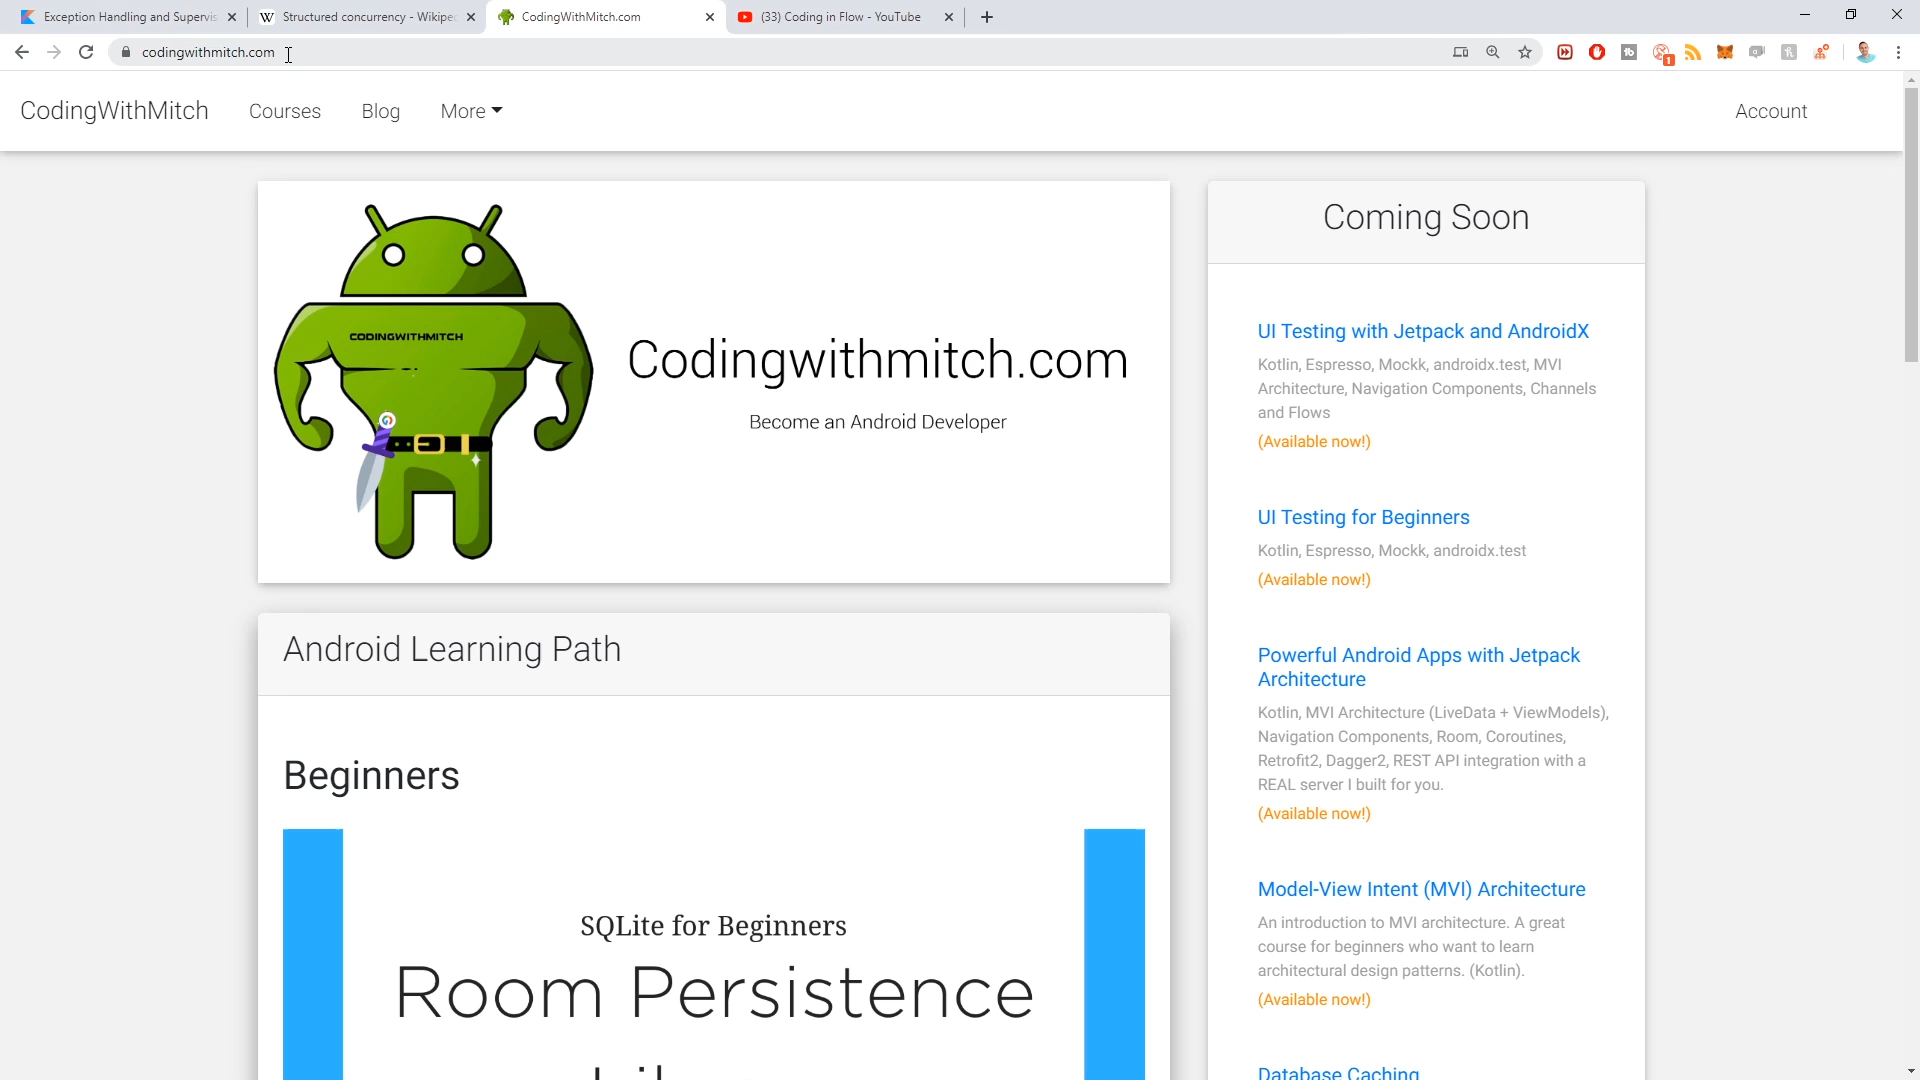 Exception Handling and Supervis
Structured concurrency - Wikiped
CodingWithMitch.com
(33) Coding in Flow - YouTube
codingwithmitch.com
1
CodingWithMitch
Courses
Blog
More
Account
CODINGWITHMITCH
Codingwithmitch.com
Become an Android Developer
Android Learning Path
Beginners
SQLite for Beginners
Room Persistence
Coming Soon
UI Testing with Jetpack and AndroidX
Kotlin, Espresso, Mockk, androidx.test, MVI
Architecture, Navigation Components, Channels
and Flows
(Available now!)
UI Testing for Beginners
Kotlin, Espresso, Mockk, androidx.test
(Available now!)
Powerful Android Apps with Jetpack
Architecture
Kotlin, MVI Architecture (LiveData + ViewModels),
Navigation Components, Room, Coroutines,
Retrofit2, Dagger2, REST API integration with a
REAL server I built for you.
(Available now!)
Model-View Intent (MVI) Architecture
An introduction to MVI architecture. A great
course for beginners who want to learn
architectural design patterns. (Kotlin).
(Available now!)
Database Caching